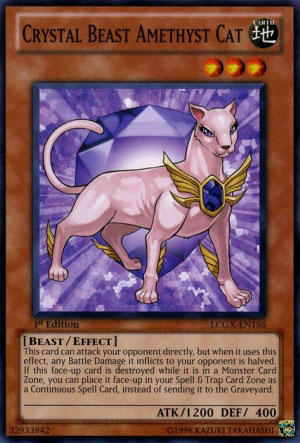 CRYSTAL BEAST AMETHYST CAT
EARTH
地
1st Edition
LCGX-EN156
[BEAST / EFFECT]
This card can attack your opponent directly, but when it uses this
effect, any Battle Damage it inflicts to your opponent is halved.
If this face-up card is destroyed while it is in a Monster Card
Zone, you can place it face-up in your Spell & Trap Card Zone as
a Continuous Spell Card, instead of sending it to the Graveyard.
ATK/1200 DEF/ 400
32933942
©1996 KAZUKI TAKAHASHI